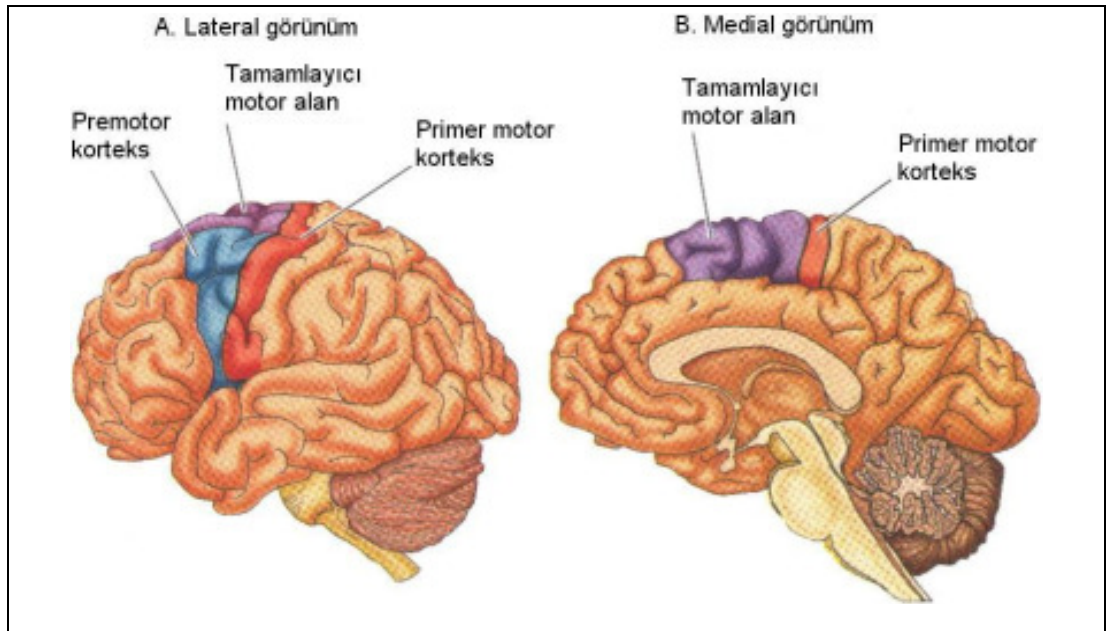 A. Lateral görünüm
Tamamlayıcı
motor alan
Premotor
korteks
Primer motor
korteks
B. Medial görünüm
Tamamlayıcı
motor alan
Primer motor
korteks